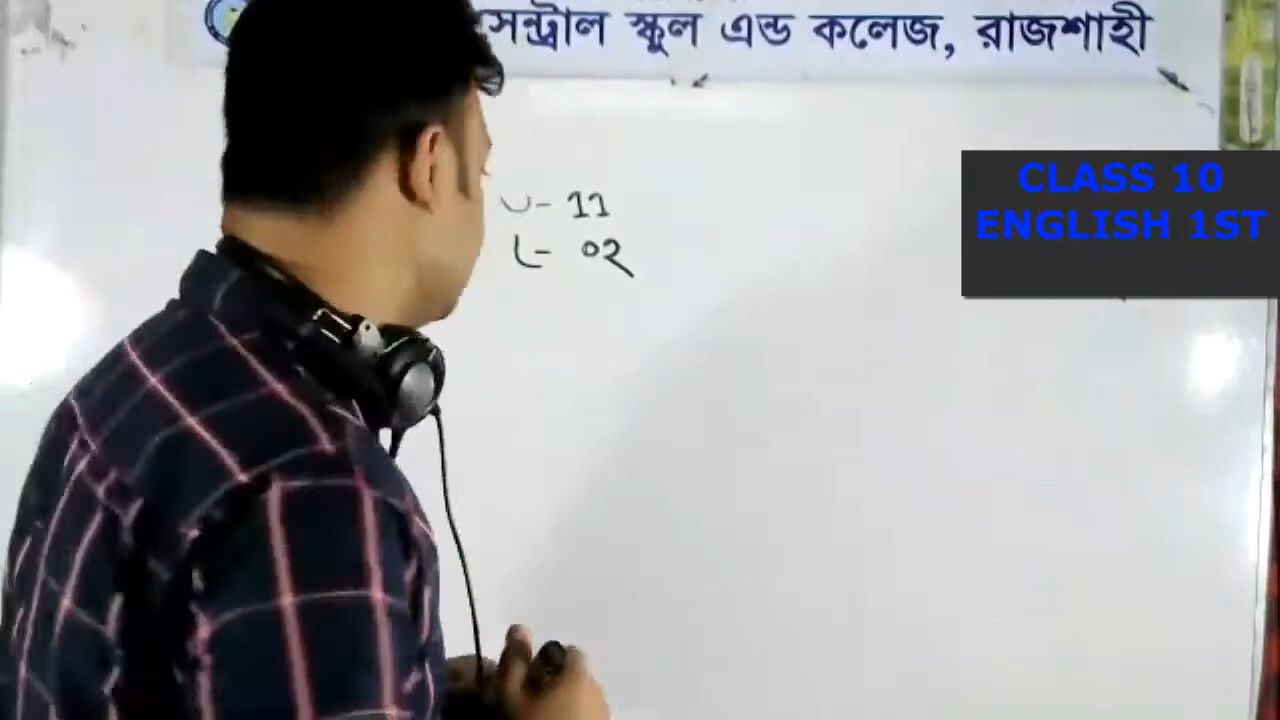 সেন্ট্রাল স্কুল এন্ড কলেজ, রাজশাহী
U- 11
L- 02
CLASS 10
ENGLISH 1ST